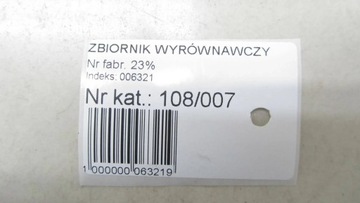 ZBIORNIK WYRÓWNAWCZY
Nr fabr. 23%
Indeks: 006321
Nr kat.: 108/007
1 000000 063219